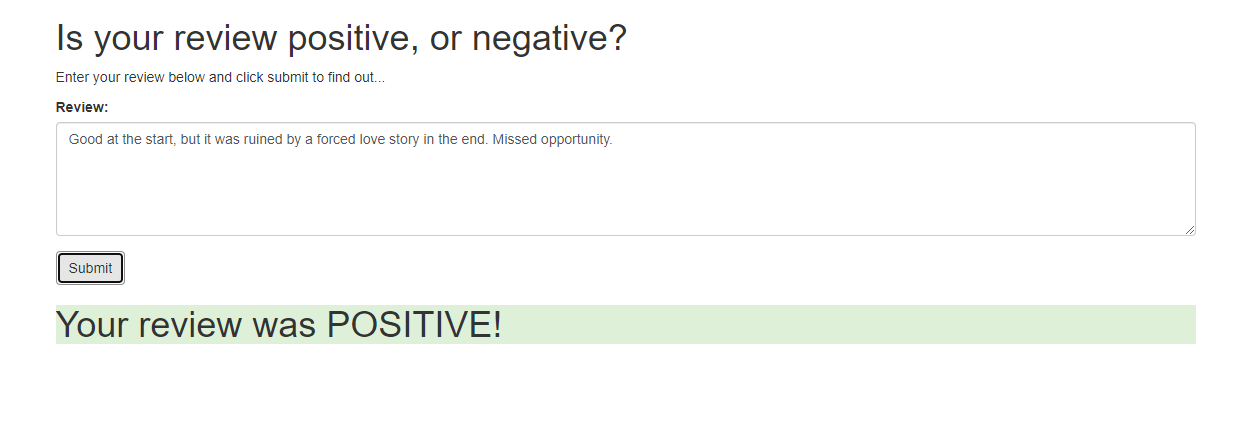 Is your review positive, or negative?
Enter your review below and click submit to find out...
Review:
Good at the start, but it was ruined by a forced love story in the end. Missed opportunity.
Submit
Your review was POSITIVE!